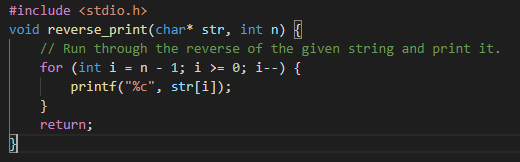 #include <stdio.h>
void reverse_print(char* str, int n) {
    // Run through the reverse of the given string and print it.
    for (int i = n - 1; i >= 0; i--) {
        printf("%c", str[i]);
    }
    return;
}